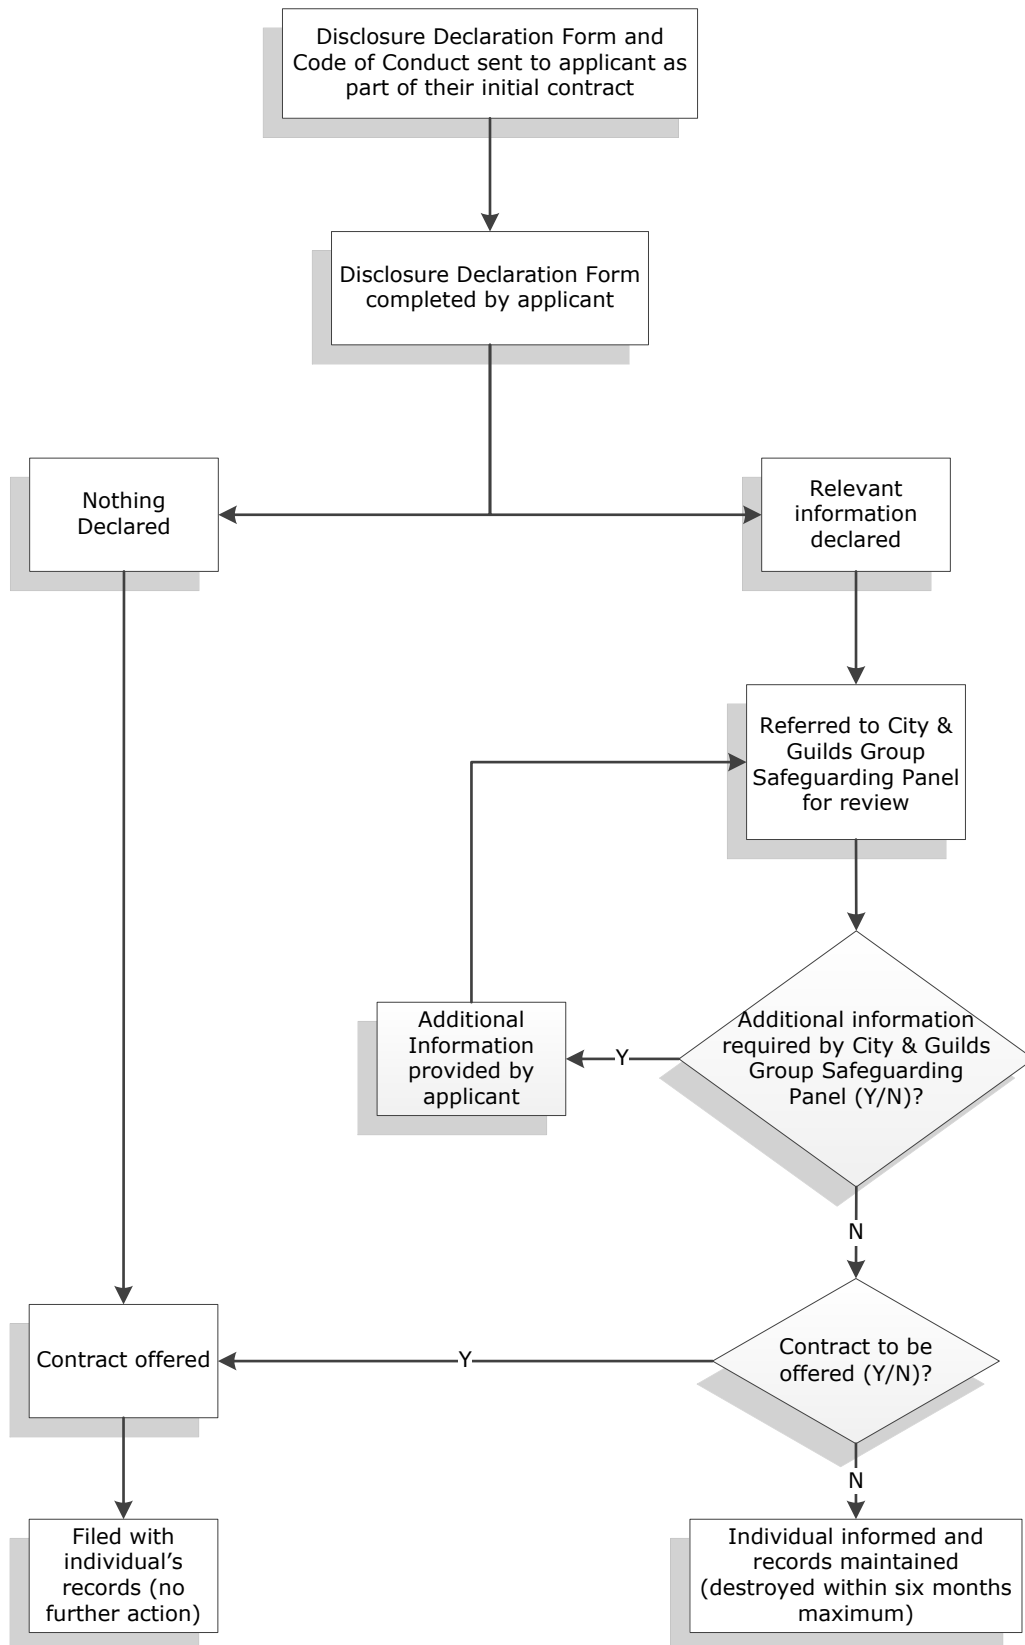 Disclosure Declaration Form and
Code of Conduct sent to applicant as
part of their initial contract
Disclosure Declaration Form
completed by applicant
Nothing
Declared
Relevant
information
declared
Referred to City &
Guilds Group
Safeguarding Panel
for review
Additional
Information
provided by
applicant
Y
Additional information
required by City & Guilds
Group Safeguarding
Panel (Y/N)?
N
Contract offered
Y
Contract to be
offered (Y/N)?
N
Filed with
individual’s
records (no
further action)
Individual informed and
records maintained
(destroyed within six months
maximum)